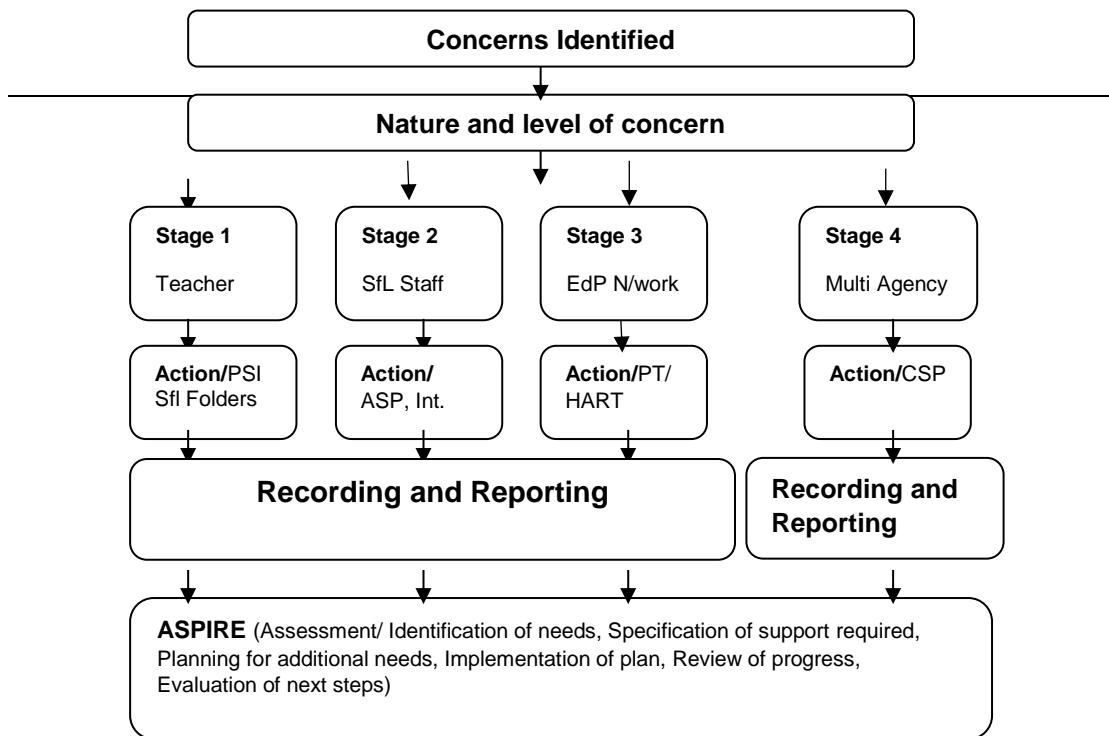 Concerns Identified
Nature and level of concern
Stage 1
Teacher
Stage 2
SfL Staff
Stage 3
EdP N/work
Stage 4
Multi Agency
Action/PSI
Sfl Folders
Action/
ASP, Int.
Action/PT/
HART
Action/CSP
Recording and Reporting
Recording and
Reporting
ASPIRE (Assessment/ Identification of needs, Specification of support required,
Planning for additional needs, Implementation of plan, Review of progress,
Evaluation of next steps)